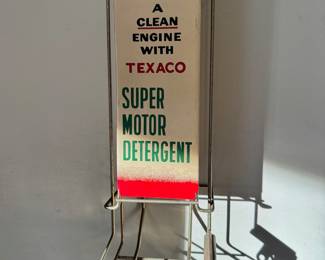 A
CLEAN
ENGINE
WITH
TEXACO
SUPER
MOTOR
DETERGENT